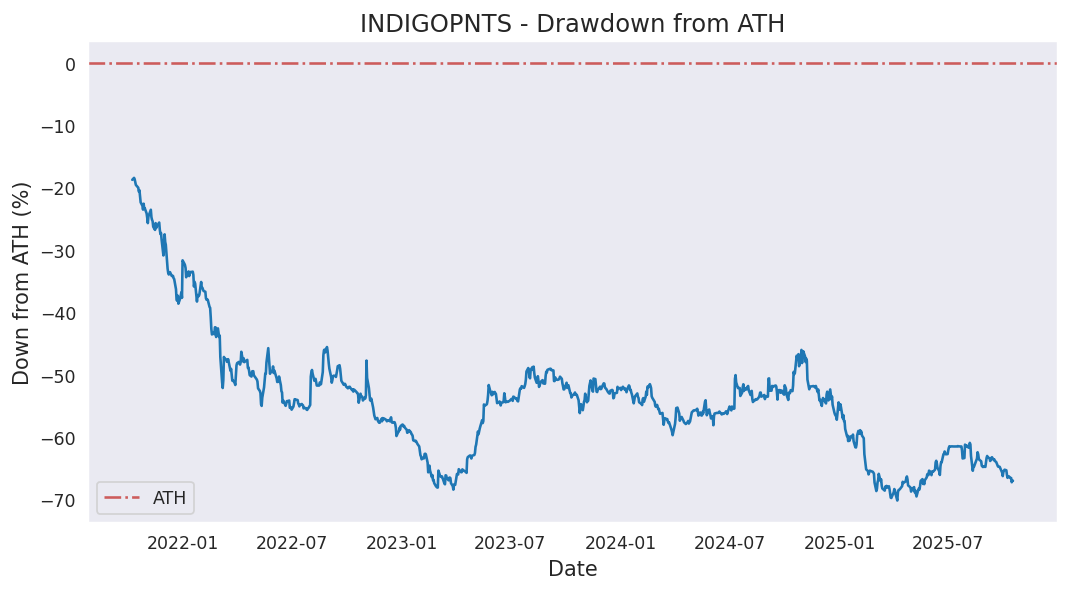 INDIGOPNTS - Drawdown from ATH
Down from ATH (%)
0
−10
−20
−30
−40
−50
−60
−70
ATH
2022-01 2022-07 2023-01 2023-07 2024-01 2024-07 2025-01 2025-07
Date